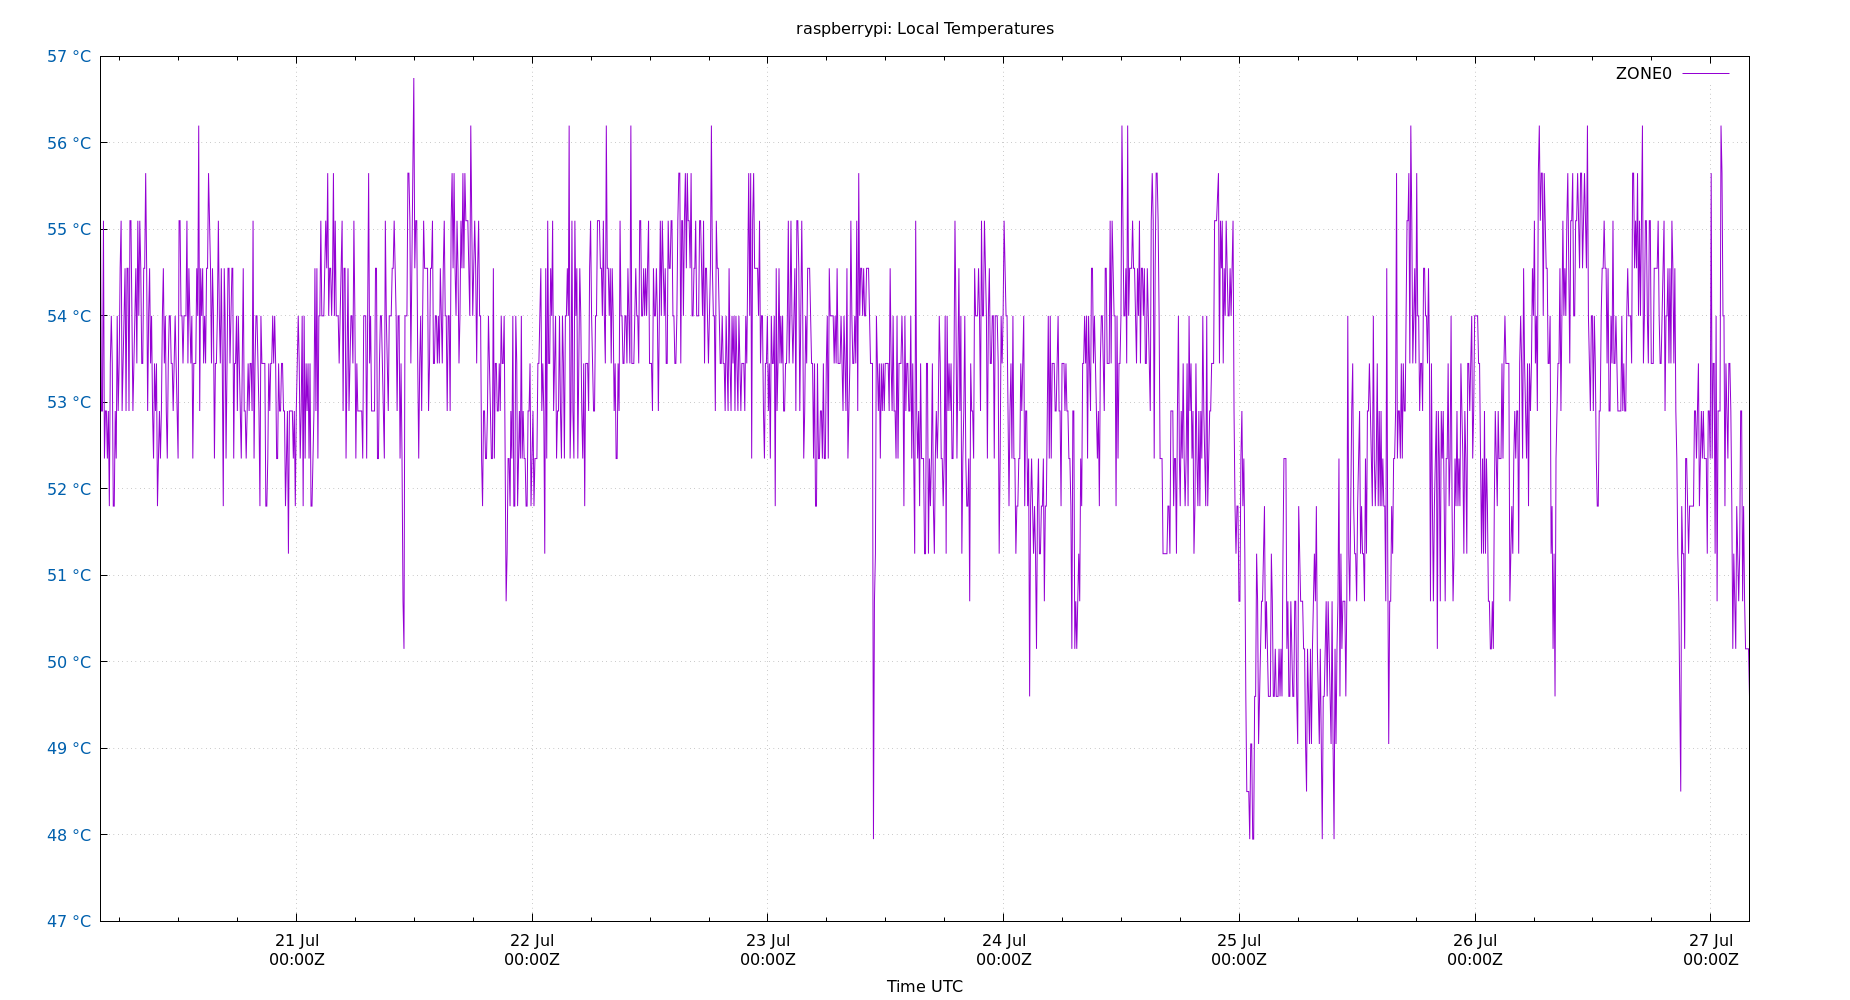 raspberrypi: Local Temperatures
57 °C
ZONE0
56 °C
55 °C
54 °C
53 °C
52 °C
51 °C
50 °C
49 °C
48 °C
47 °C
21 Jul 22 Jul 23 Jul 24 Jul 25 Jul 26 Jul 27 Jul
00:00Z 00:00Z 00:00Z 00:00Z 00:00Z 00:00Z 00:00Z
Time UTC